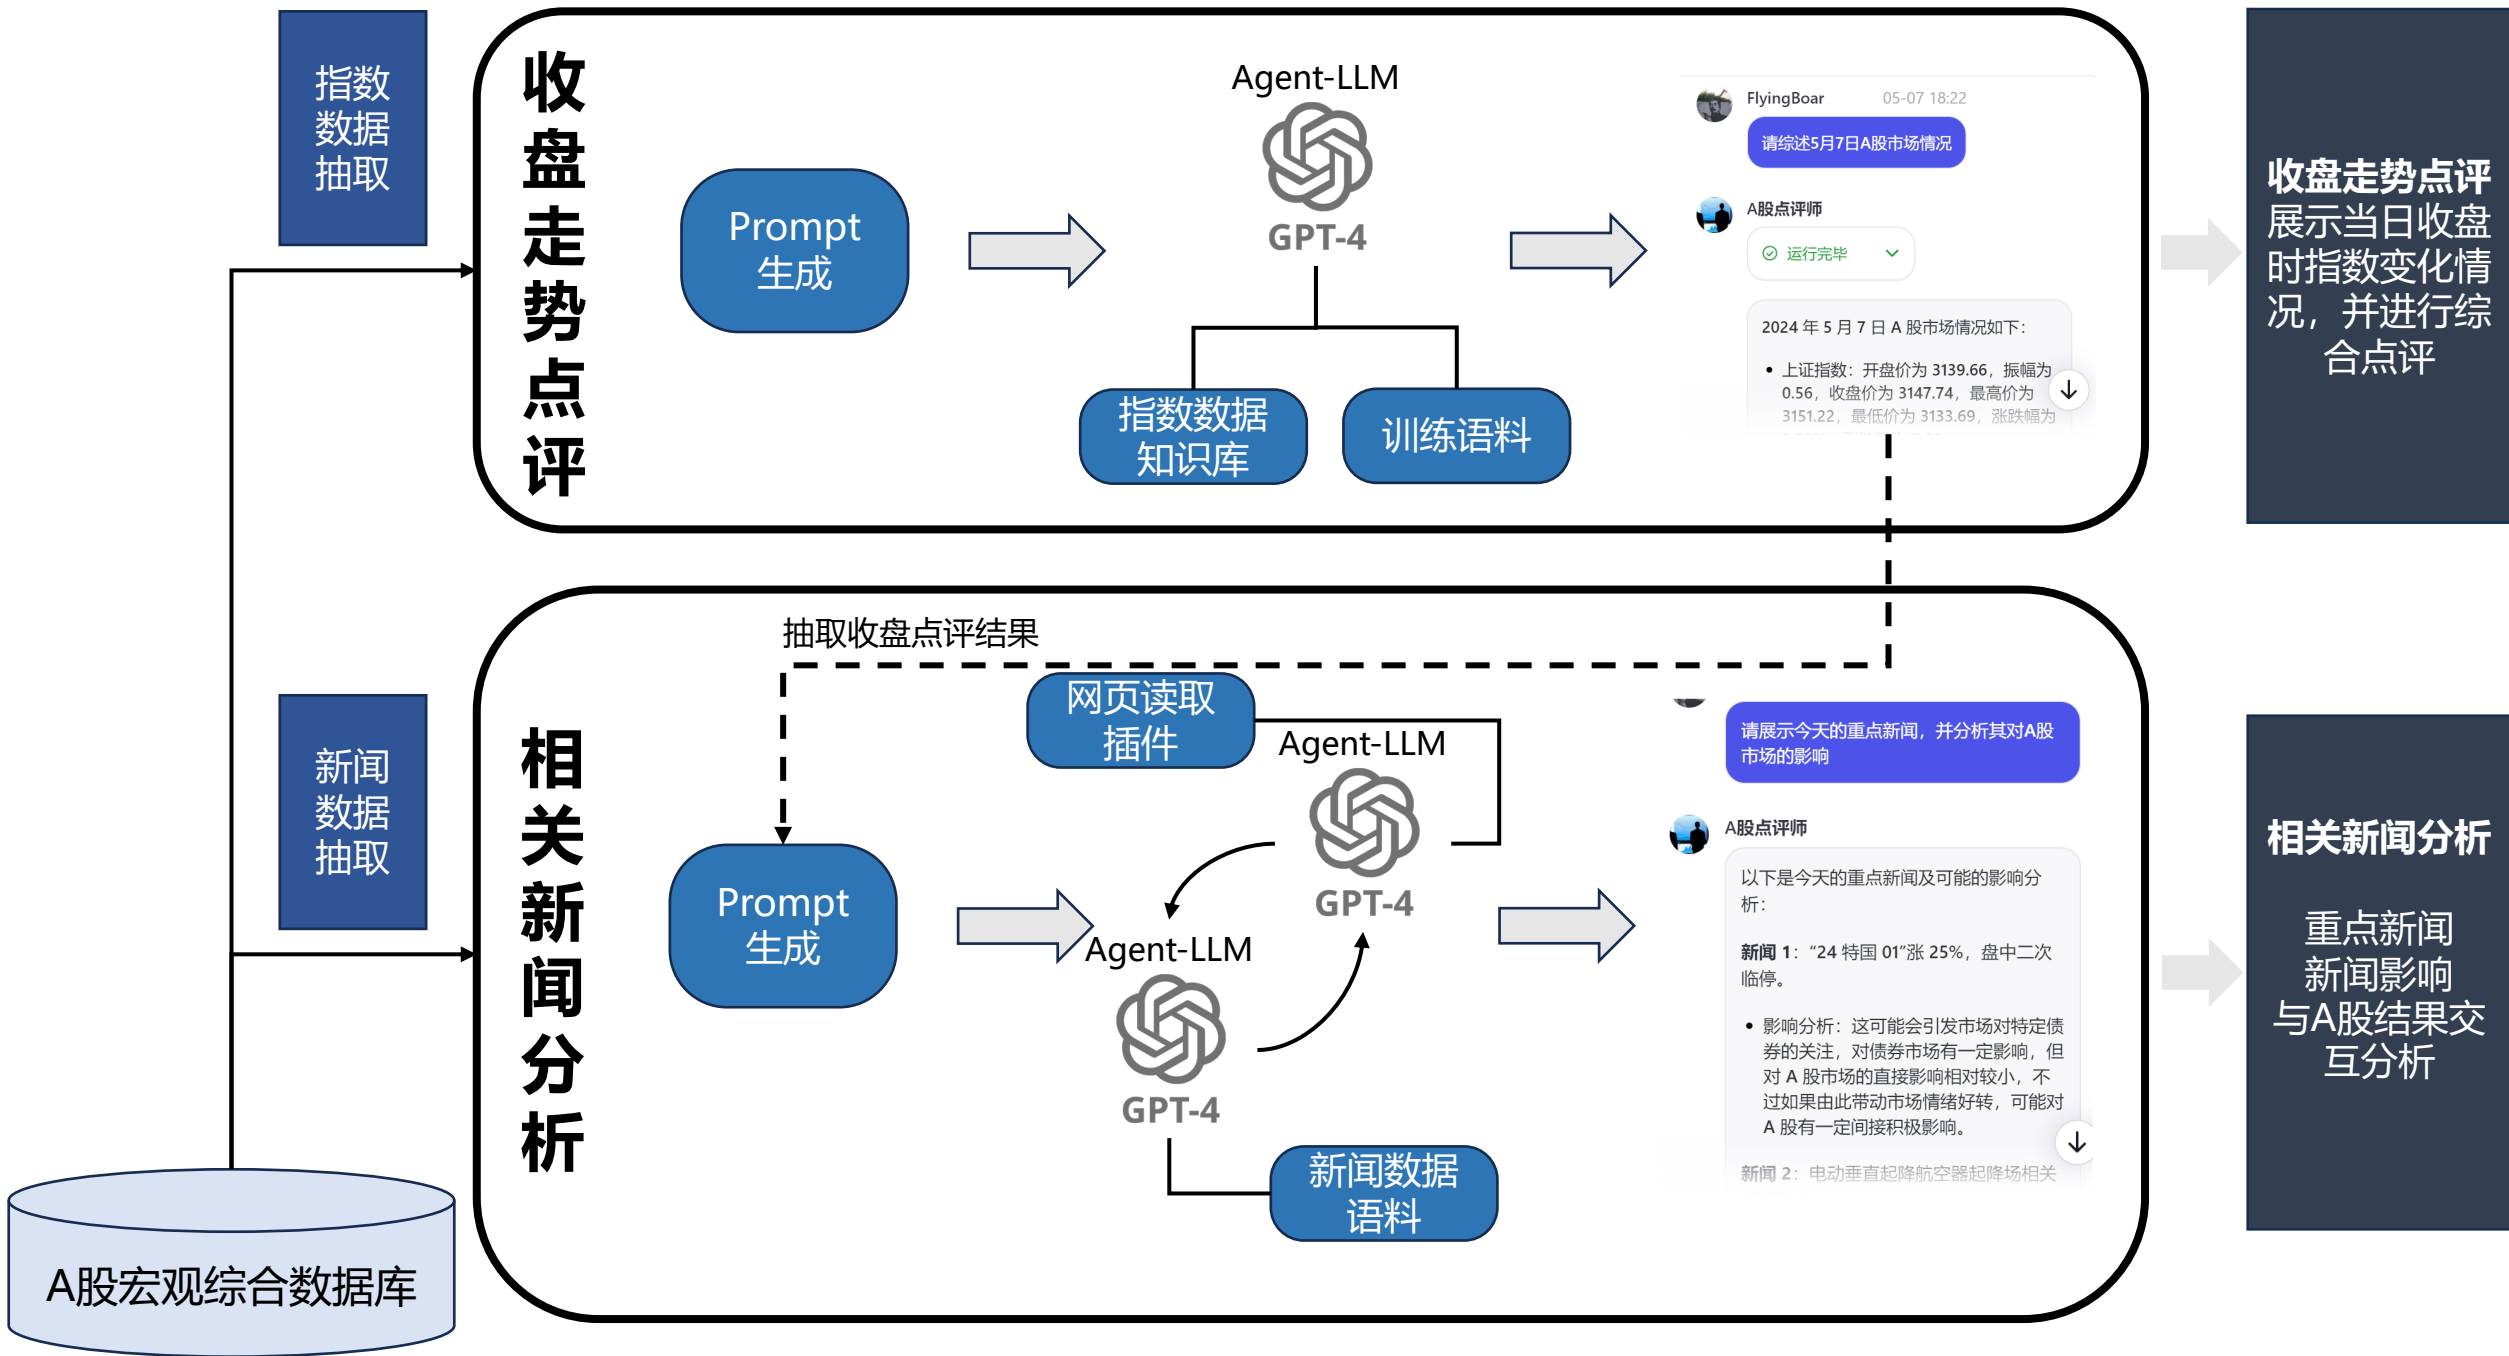 指数
数据
抽取
收
盘
走
势
点
评
Prompt
生成
Agent-LLM
GPT-4
指数数据
知识库
训练语料
FlyingBoar
05-07 18:22
请综述5月7日A股市场情况
A股点评师
运行完毕
2024 年 5 月 7 日 A 股市场情况如下：
• 上证指数：开盘价为 3139.66，振幅为
0.56，收盘价为 3147.74，最高价为
3151.22，最低价为 3133.69，涨跌幅为
收盘走势点评
展示当日收盘
时指数变化情
况，并进行综
合点评
新闻
数据
抽取
相
关
新
闻
分
析
抽取收盘点评结果
Prompt
生成
网页读取
插件
Agent-LLM
GPT-4
Agent-LLM
GPT-4
新闻数据
语料
请展示今天的重点新闻，并分析其对A股
市场的影响
A股点评师
以下是今天的重点新闻及可能的影响分
析：
新闻 1：“24 特国 01”涨 25%，盘中二次
临停。
• 影响分析：这可能会引发市场对特定债
券的关注，对债券市场有一定影响，但
对 A 股市场的直接影响相对较小，不
过如果由此带动市场情绪好转，可能对
A 股有一定间接积极影响。
新闻 2：电动垂直起降航空器起降场相关
相关新闻分析
重点新闻
新闻影响
与A股结果交
互分析
A股宏观综合数据库